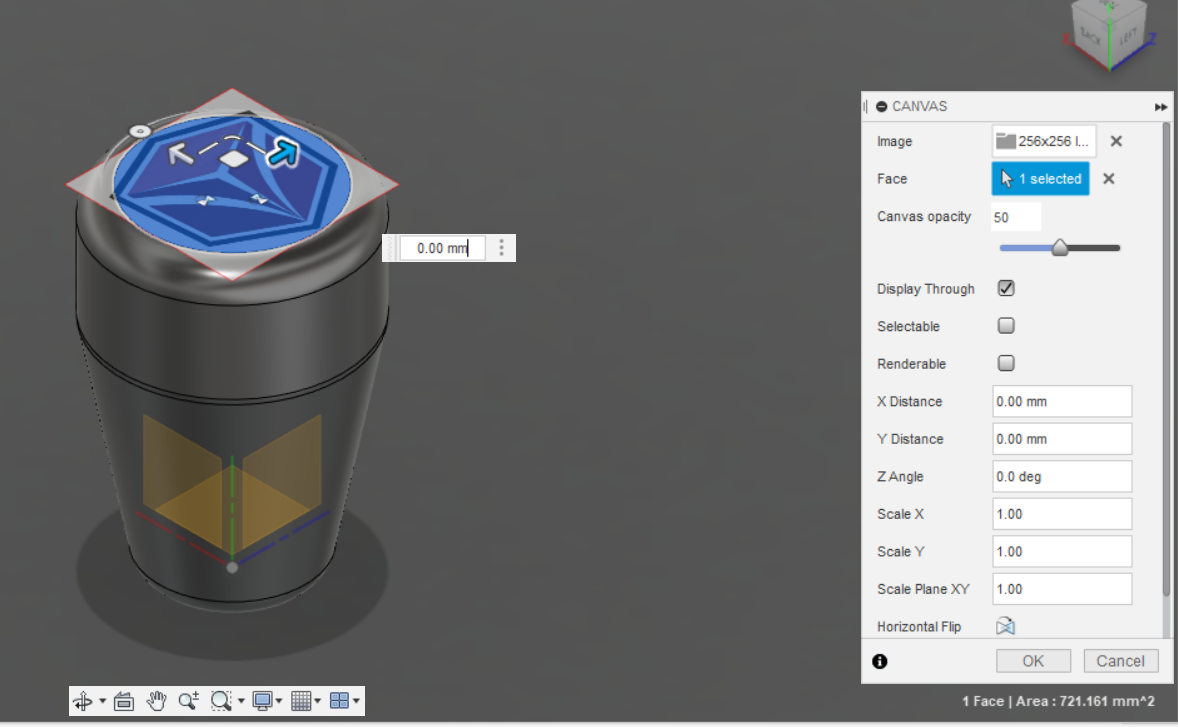 BACK
LEFT
X
Z
CANVAS
Image
256x256 l...
Face
1 selected
Canvas opacity
50
0.00 mm
Display Through
Selectable
Renderable
X Distance
0.00 mm
Y Distance
0.00 mm
Z Angle
0.0 deg
Scale X
1.00
Scale Y
1.00
Scale Plane XY
1.00
Horizontal Flip
OK
Cancel
1 Face | Area : 721.161 mm^2